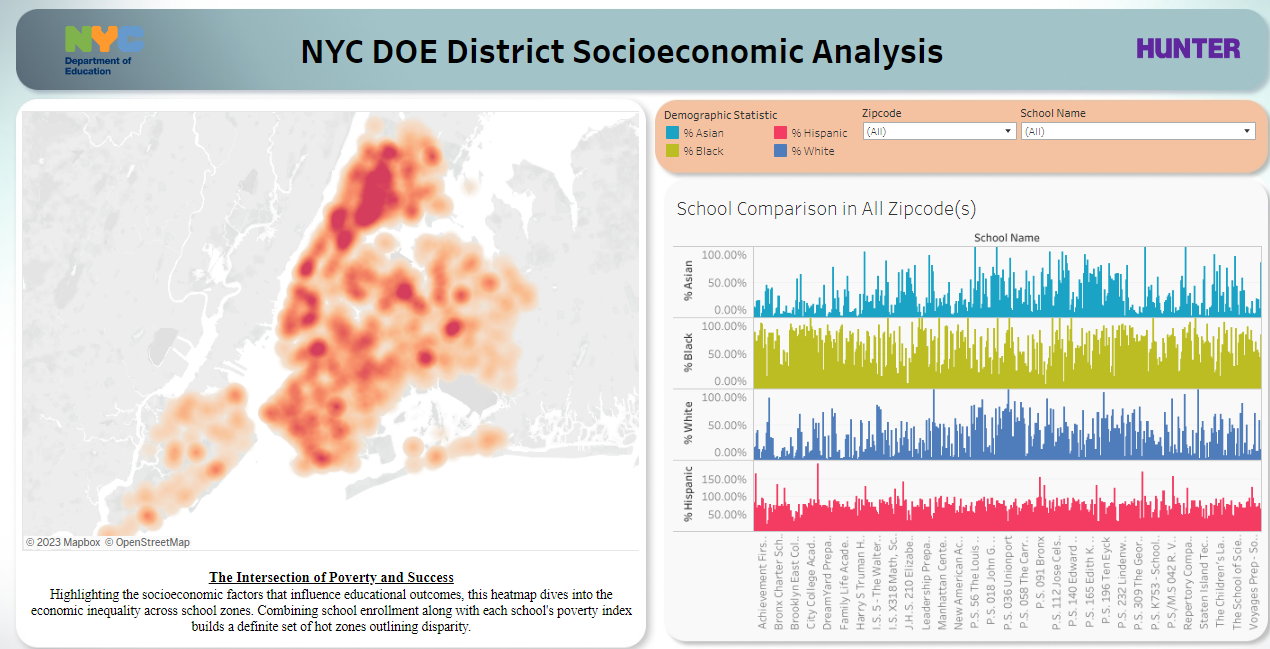 NYC
Department of
Education
NYC DOE District Socioeconomic Analysis
HUNTER
© 2023 Mapbox © OpenStreetMap
The Intersection of Poverty and Success
Highlighting the socioeconomic factors that influence educational outcomes, this heatmap dives into the
economic inequality across school zones. Combining school enrollment along with each school's poverty index
builds a definite set of hot zones outlining disparity.
Demographic Statistic
% Asian
% Hispanic
% Black
% White
Zipcode
(All)
School Name
(All)
School Comparison in All Zipcode(s)
School Name
% Asian
100.00%
50.00%
0.00%
% Black
100.00%
50.00%
0.00%
% White
100.00%
50.00%
0.00%
% Hispanic
150.00%
100.00%
50.00%
Achievement Firs..
Bronx Charter Sch..
Brooklyn East Col..
City College Acad..
DreamYard Prepa..
Family Life Acade..
Harry S Truman H..
I.S. 5 - The Walter..
I.S. X318 Math, Sc..
J.H.S. 210 Elizabe..
Leadership Prepa..
Manhattan Cente..
New American Ac..
P.S. 56 The Louis ..
P.S. 018 John G. ..
P.S. 036 Unionport
P.S. 058 The Carr..
P.S. 091 Bronx
P.S. 112 Jose Cels..
P.S. 140 Edward ..
P.S. 165 Edith K. ..
P.S. 196 Ten Eyck
P.S. 232 Lindenw..
P.S. 309 The Geor..
P.S. K753 - School..
P.S./M.S 042 R. V..
Repertory Compa..
Staten Island Tec..
The Children's La..
The School of Scie..
Voyages Prep - So..